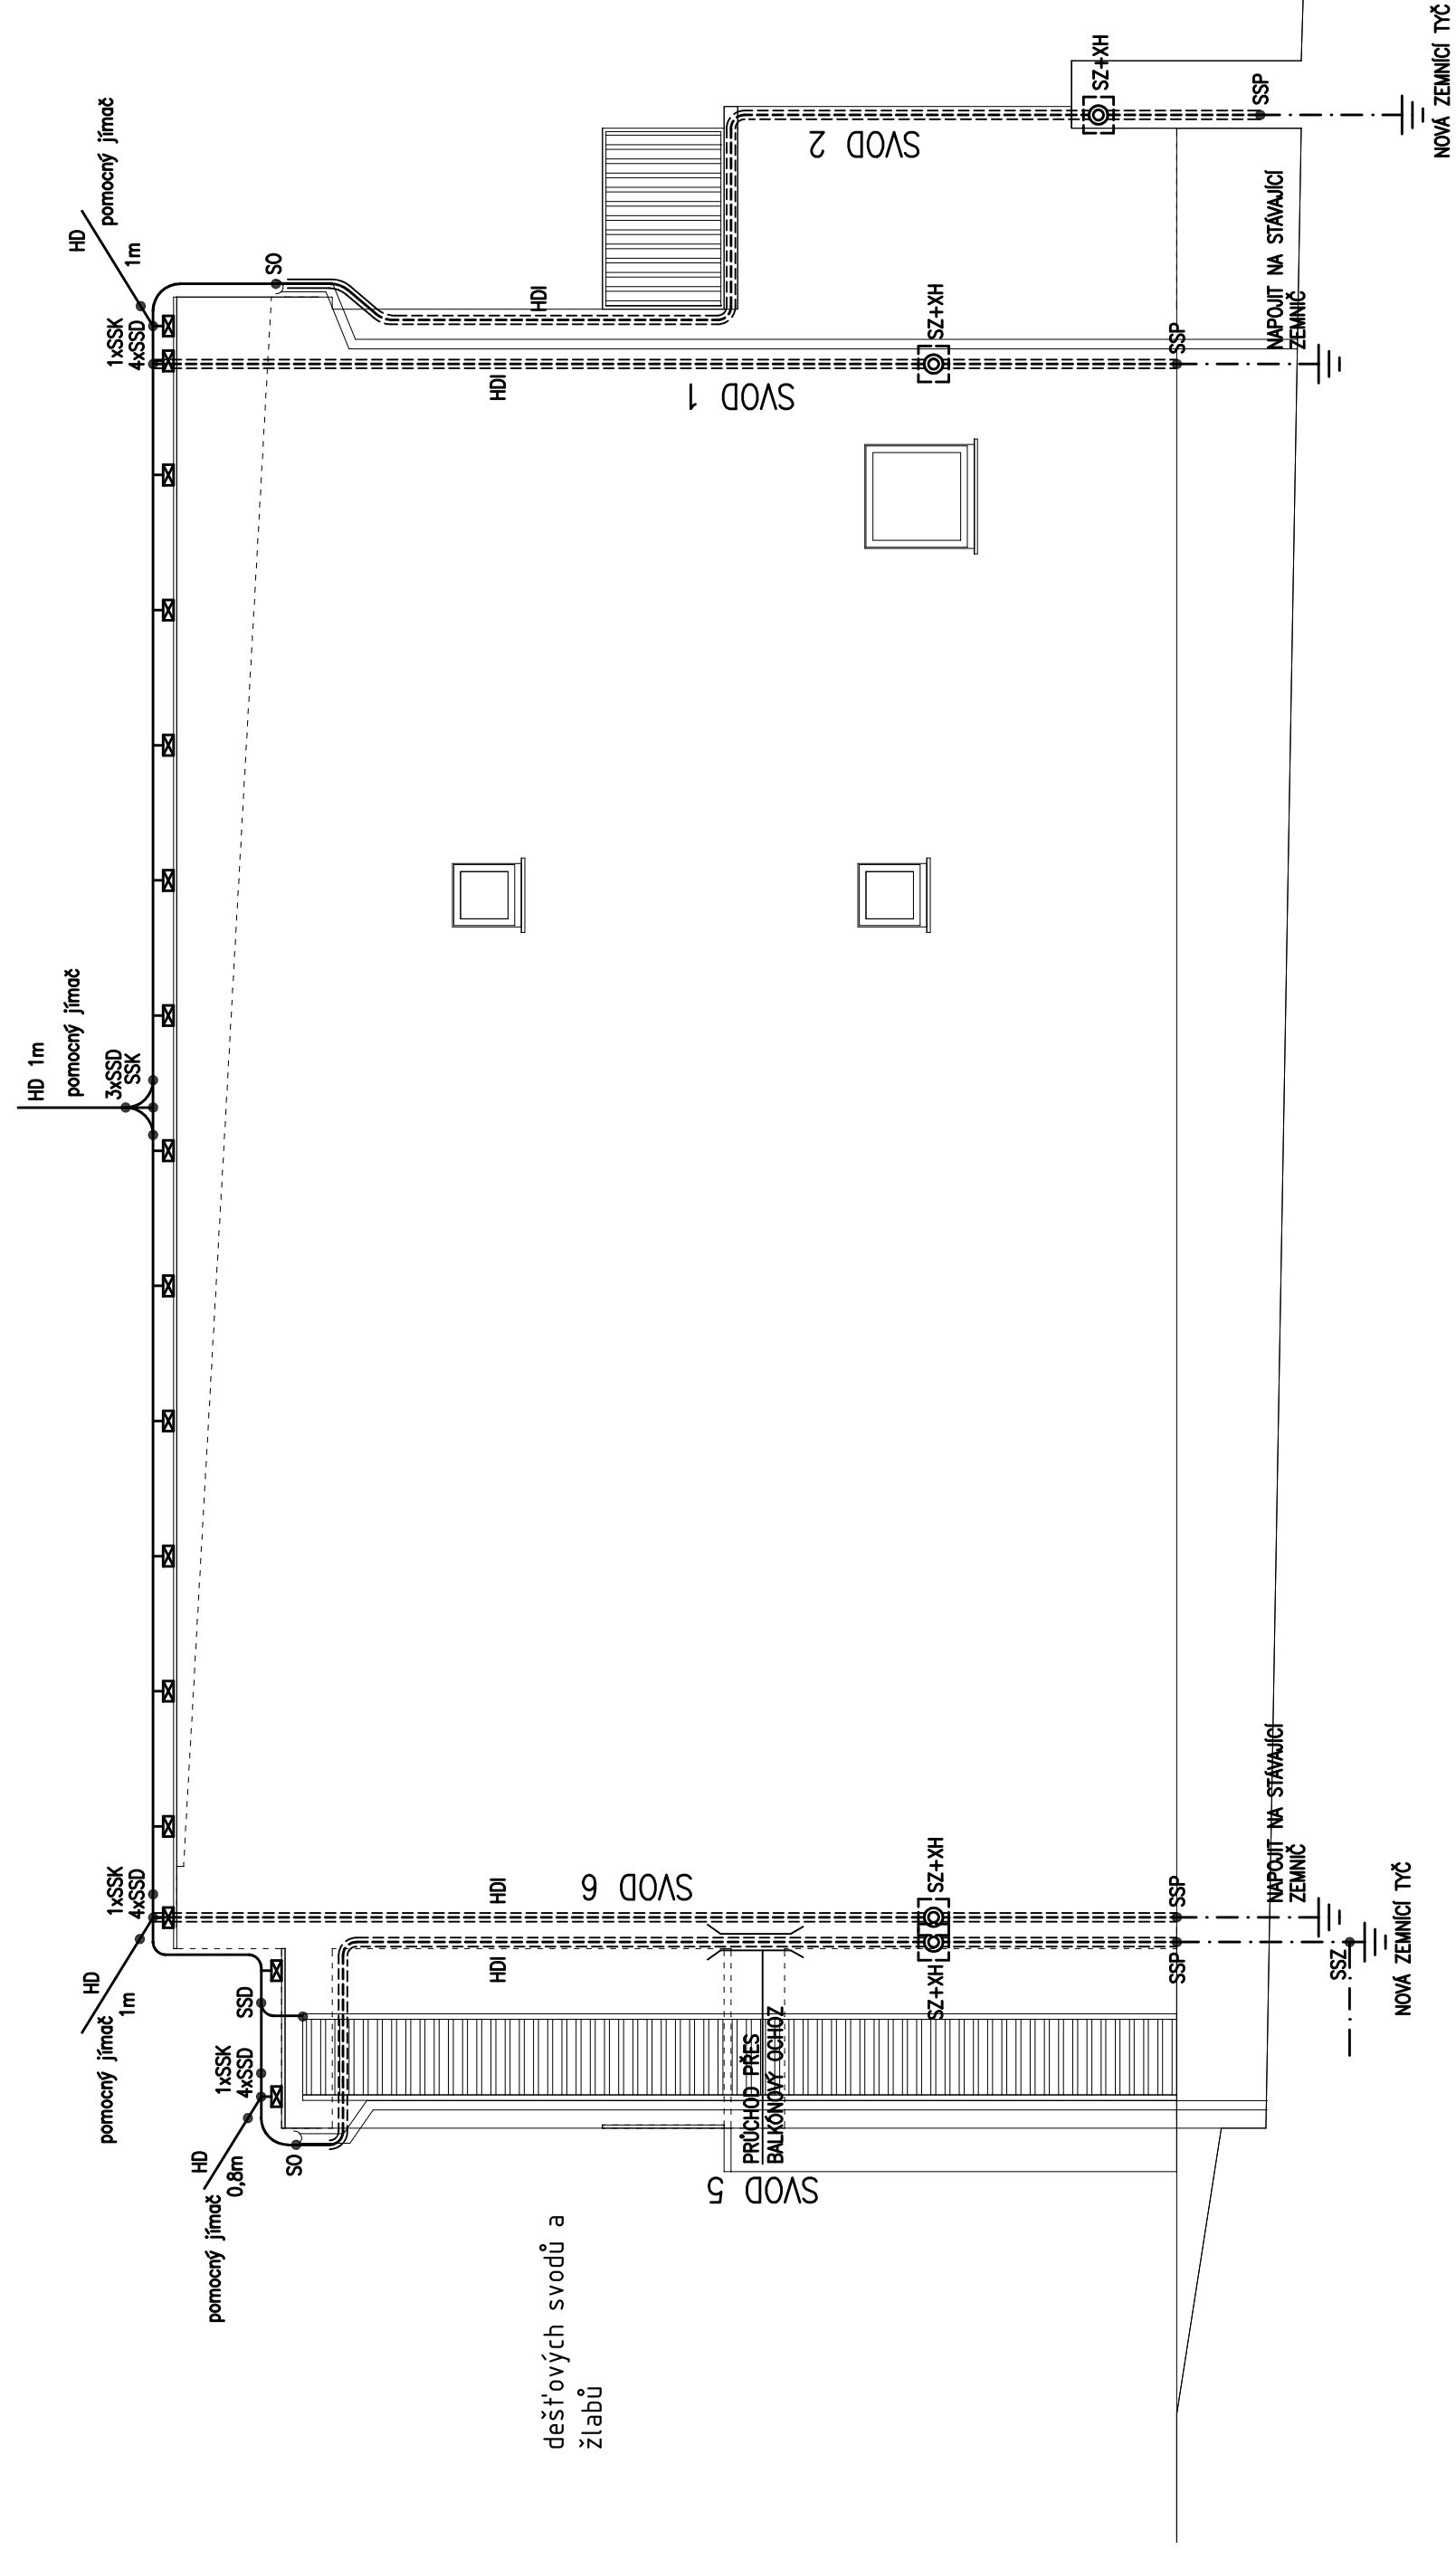 HD 1m
pomocný jímač
3xSSD
SSK
HD
1m
pomocný jímač
1xSSK
4xSSD
SO
HDI
HDI
SVOD 1
SVOD 2
SZ+XH
SZ+XH
SSP
SSP
NAPOJIT NA STÁVAJÍCÍ
ZEMNIČ
NOVÁ ZEMNÍCÍ TYČ
1xSSK
4xSSD
HD
1m
pomocný jímač
SSD
1xSSK
4xSSD
HD
0,8m
pomocný jímač
SO
HDI
HDI
SVOD 6
SVOD 5
PRŮCHOD PŘES
BALKÓNOVÝ OCHOZ
SZ+XH
SZ+XH
SSP
SSP
NAPOJIT NA STÁVAJÍCÍ
ZEMNIČ
SSZ
NOVÁ ZEMNÍCÍ TYČ
dešťových svodů a
žlabů